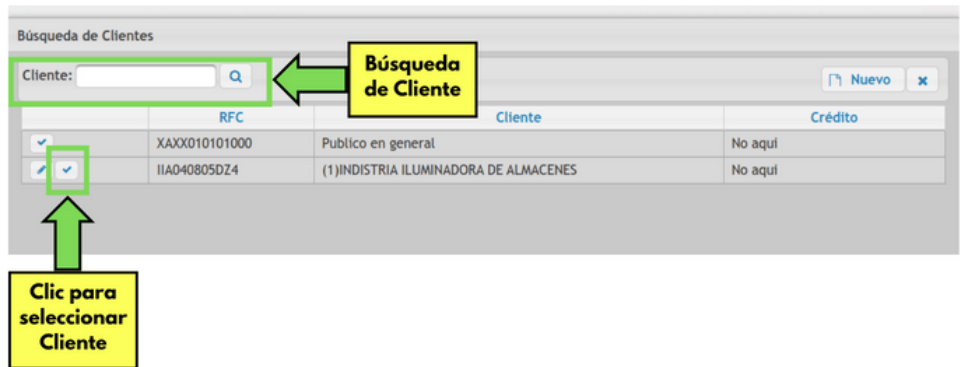 Búsqueda de Clientes
Cliente:
Búsqueda
de Cliente
Nuevo
RFC Cliente Crédito
XAXX010101000 Publico en general No aqui
IIA040805DZ4 (1)INDISTRIA ILUMINADORA DE ALMACENES No aqui
Clic para
seleccionar
Cliente